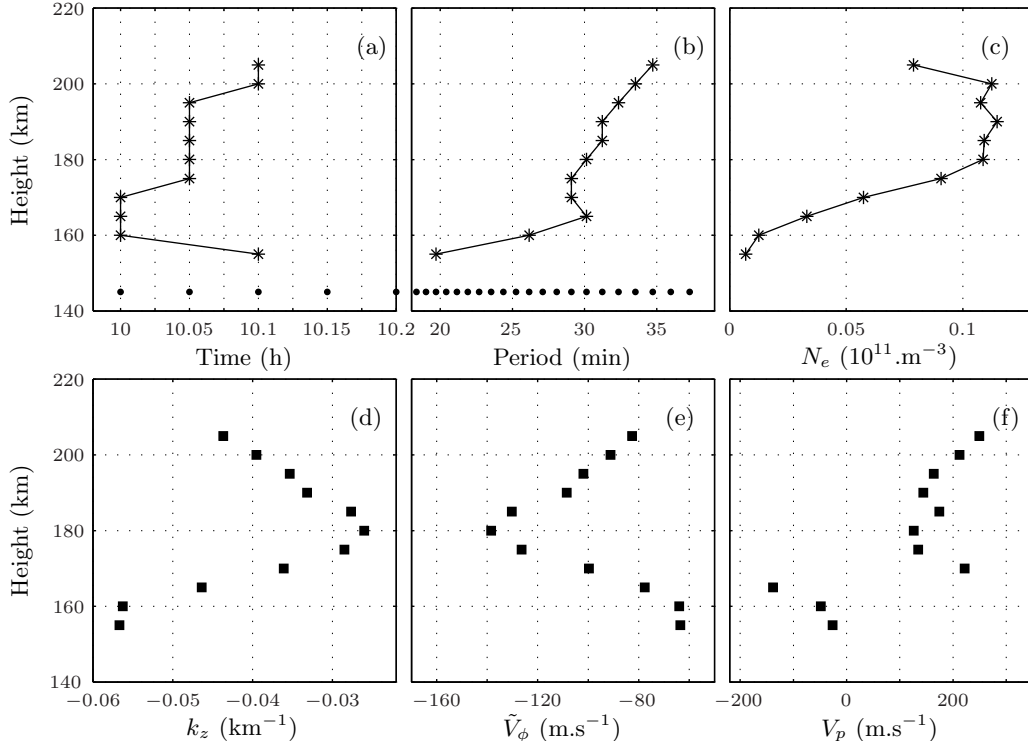 220
200
180
160
140
Height (km)
(a)
(b)
(c)
10 10.05 10.1 10.15 10.2
20 25 30 35
0 0.05 0.1
Time (h)
Period (min)
N_e (10^11.m^−3)
220
200
180
160
140
Height (km)
(d)
(e)
(f)
−0.06 −0.05 −0.04 −0.03
−160 −120 −80 −40
−200 0 200
k_z (km^−1)
Ṽ_ϕ (m.s^−1)
V_p (m.s^−1)